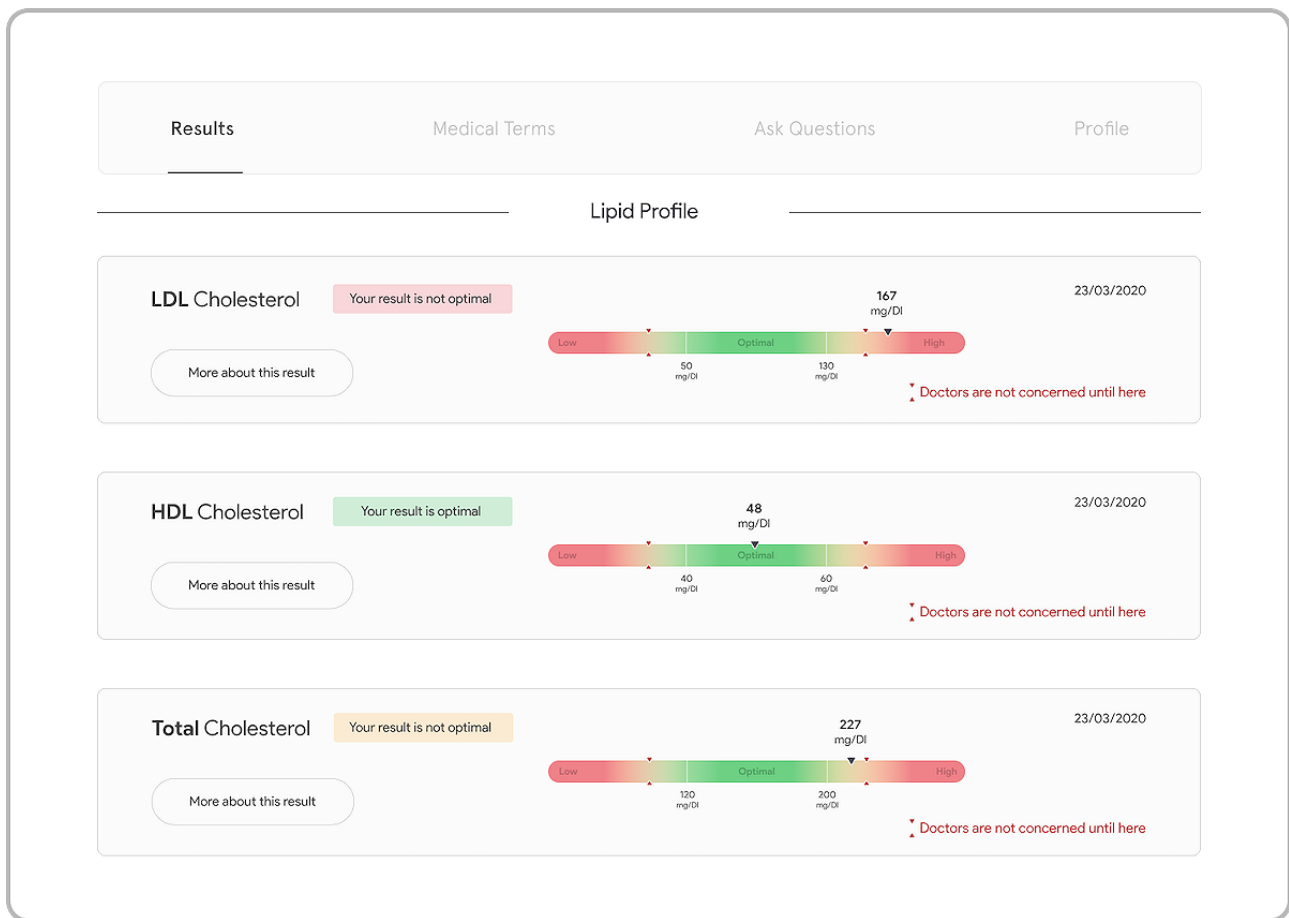 Results
Medical Terms
Ask Questions
Profile
Lipid Profile
LDL Cholesterol
Your result is not optimal
167
mg/Dl
23/03/2020
Low
Optimal
High
More about this result
50
mg/Dl
130
mg/Dl
Doctors are not concerned until here
HDL Cholesterol
Your result is optimal
48
mg/Dl
23/03/2020
Low
Optimal
High
More about this result
40
mg/Dl
60
mg/Dl
Doctors are not concerned until here
Total Cholesterol
Your result is not optimal
227
mg/Dl
23/03/2020
Low
Optimal
High
More about this result
120
mg/Dl
200
mg/Dl
Doctors are not concerned until here